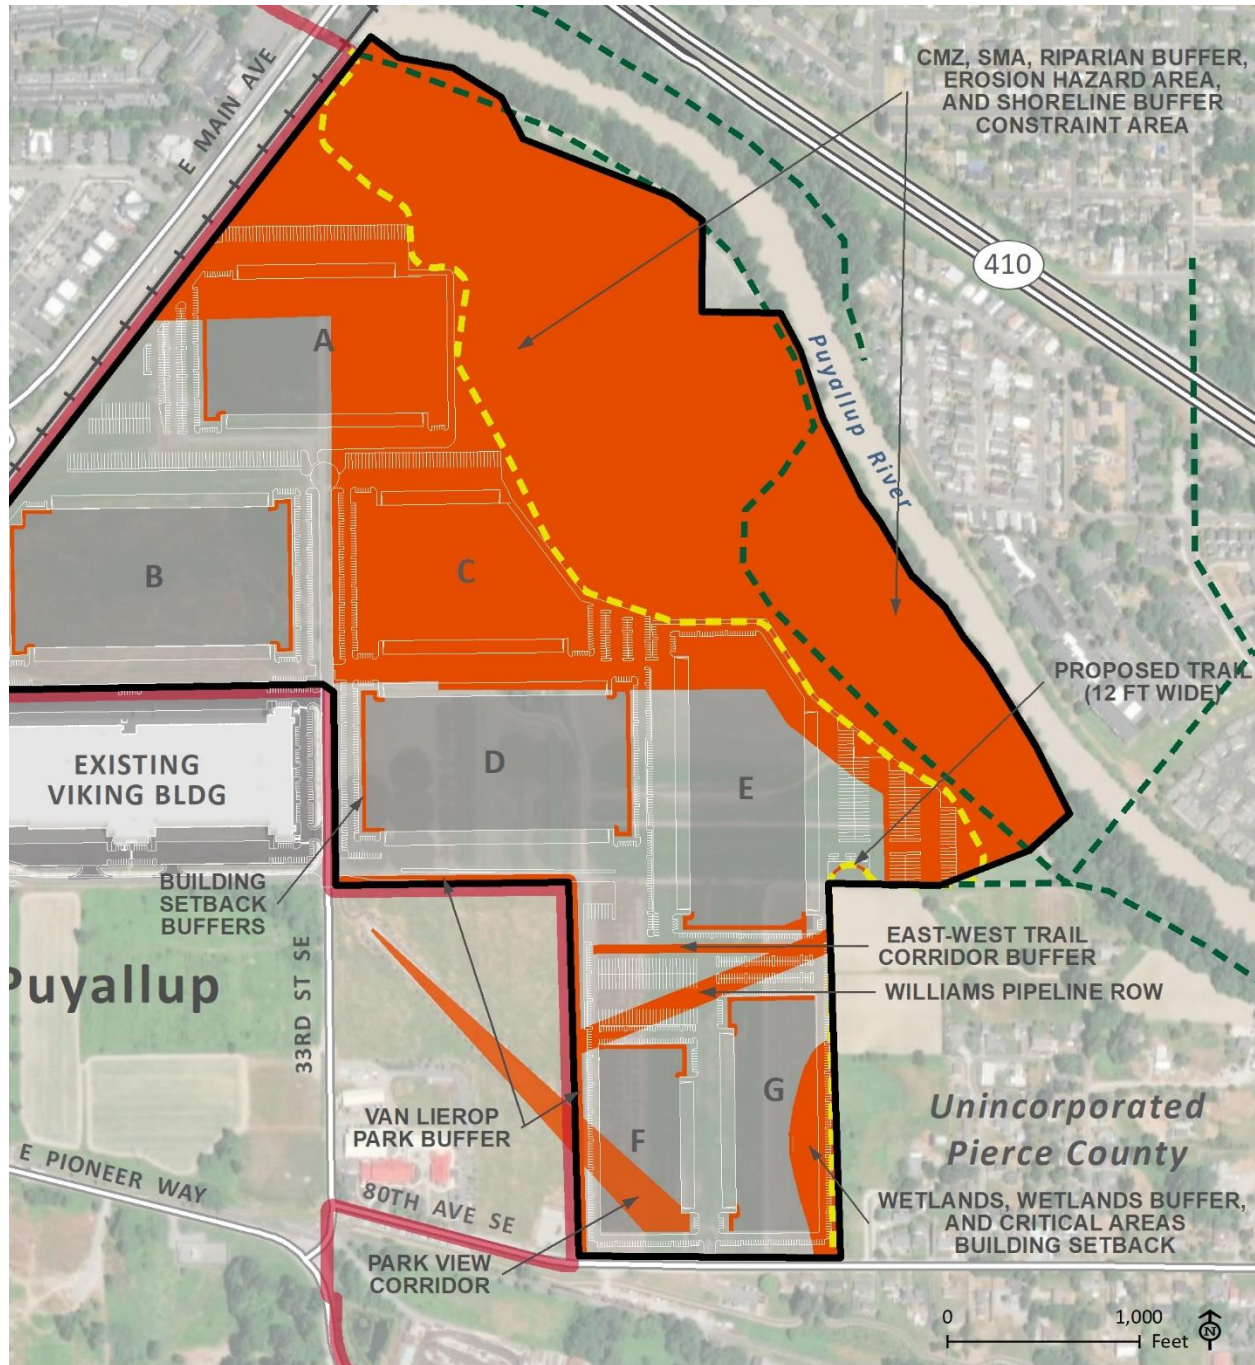 CMZ, SMA, RIPARIAN BUFFER,
EROSION HAZARD AREA,
AND SHORELINE BUFFER
CONSTRAINT AREA
E MAIN AVE
410
A
Puyallup River
B
C
PROPOSED TRAIL
(12 FT WIDE)
EXISTING
VIKING BLDG
D
E
BUILDING
SETBACK
BUFFERS
EAST-WEST TRAIL
CORRIDOR BUFFER
Puyallup
33RD ST SE
WILLIAMS PIPELINE ROW
G
VAN LIEROP
PARK BUFFER
F
Unincorporated
Pierce County
E PIONEER WAY
80TH AVE SE
WETLANDS, WETLANDS BUFFER,
AND CRITICAL AREAS
BUILDING SETBACK
PARK VIEW
CORRIDOR
0 1,000
Feet
N